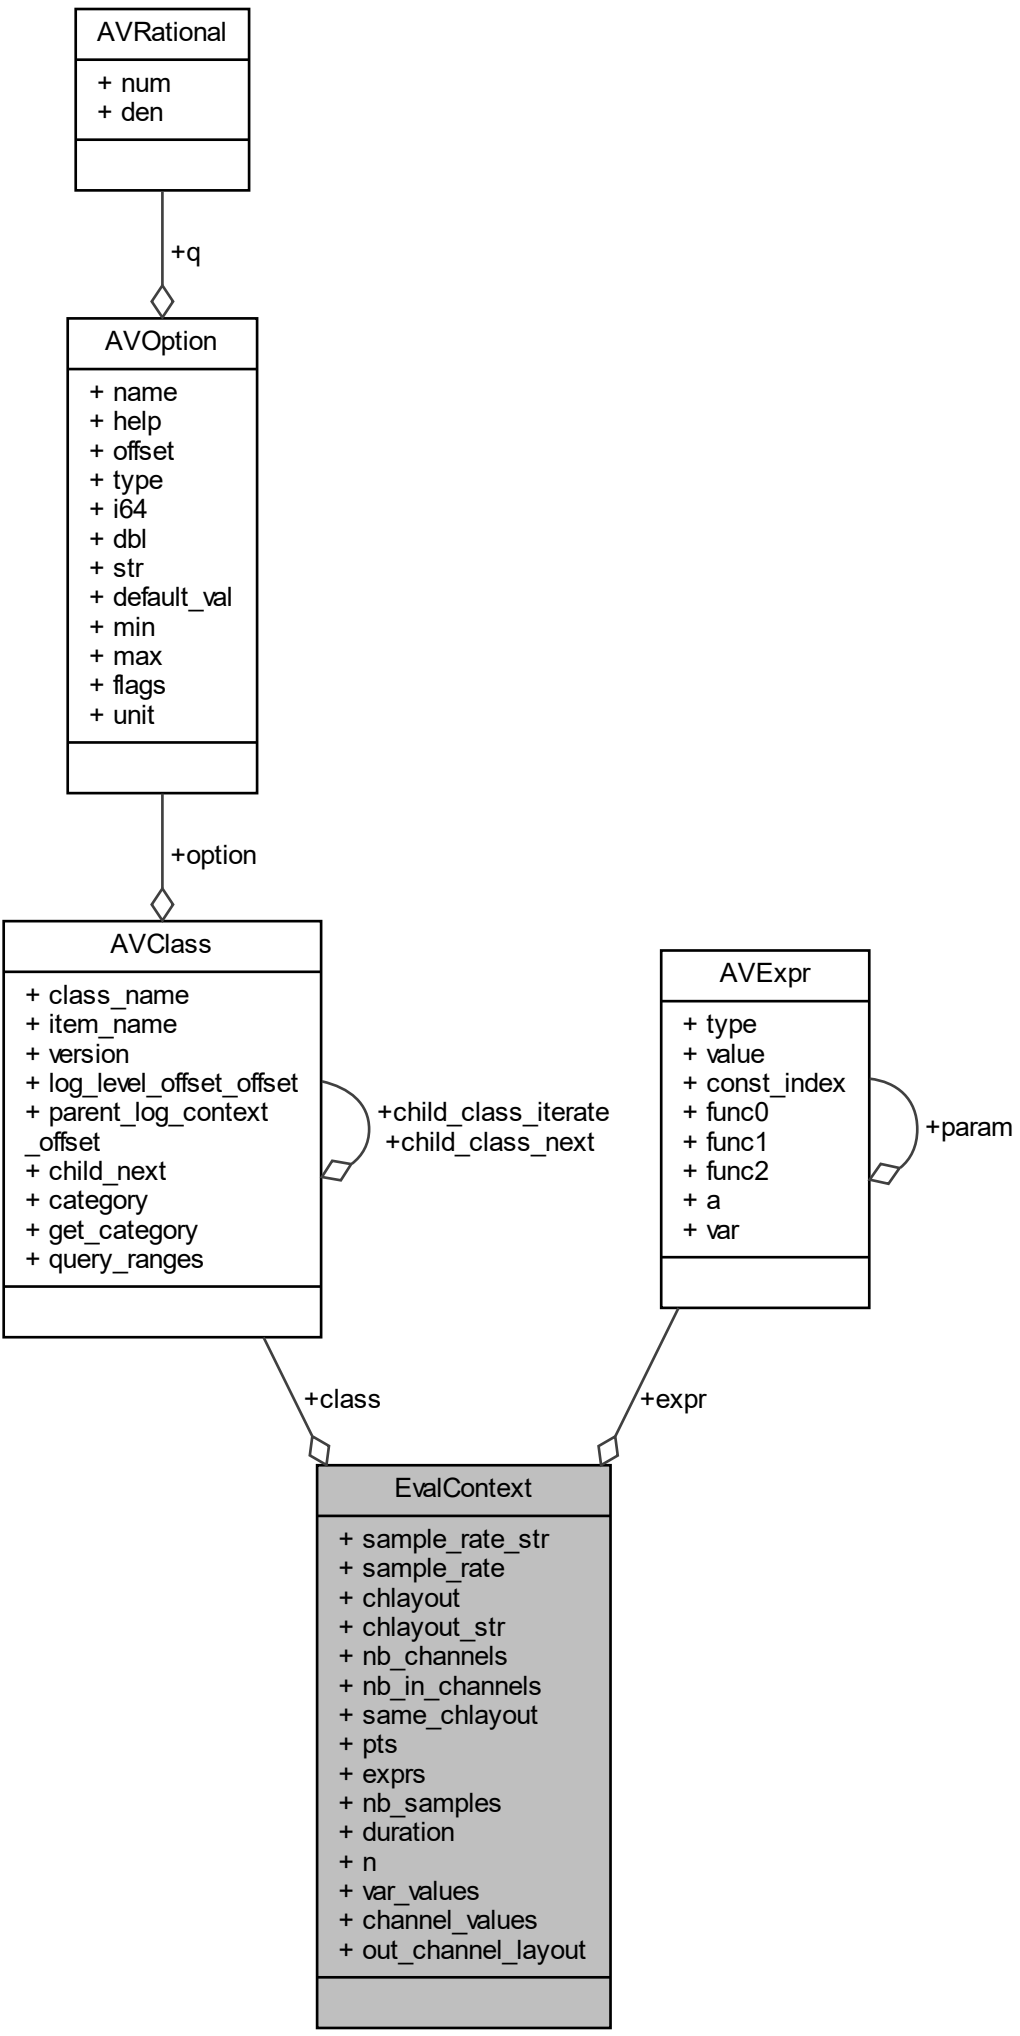 AVRational
+ num
+ den
+q
AVOption
+ name
+ help
+ offset
+ type
+ i64
+ dbl
+ str
+ default_val
+ min
+ max
+ flags
+ unit
+option
AVClass
+ class_name
+ item_name
+ version
+ log_level_offset_offset
+ parent_log_context
_offset
+ child_next
+ category
+ get_category
+ query_ranges
+child_class_iterate
+child_class_next
AVExpr
+ type
+ value
+ const_index
+ func0
+ func1
+ func2
+ a
+ var
+param
+class
+expr
EvalContext
+ sample_rate_str
+ sample_rate
+ chlayout
+ chlayout_str
+ nb_channels
+ nb_in_channels
+ same_chlayout
+ pts
+ exprs
+ nb_samples
+ duration
+ n
+ var_values
+ channel_values
+ out_channel_layout